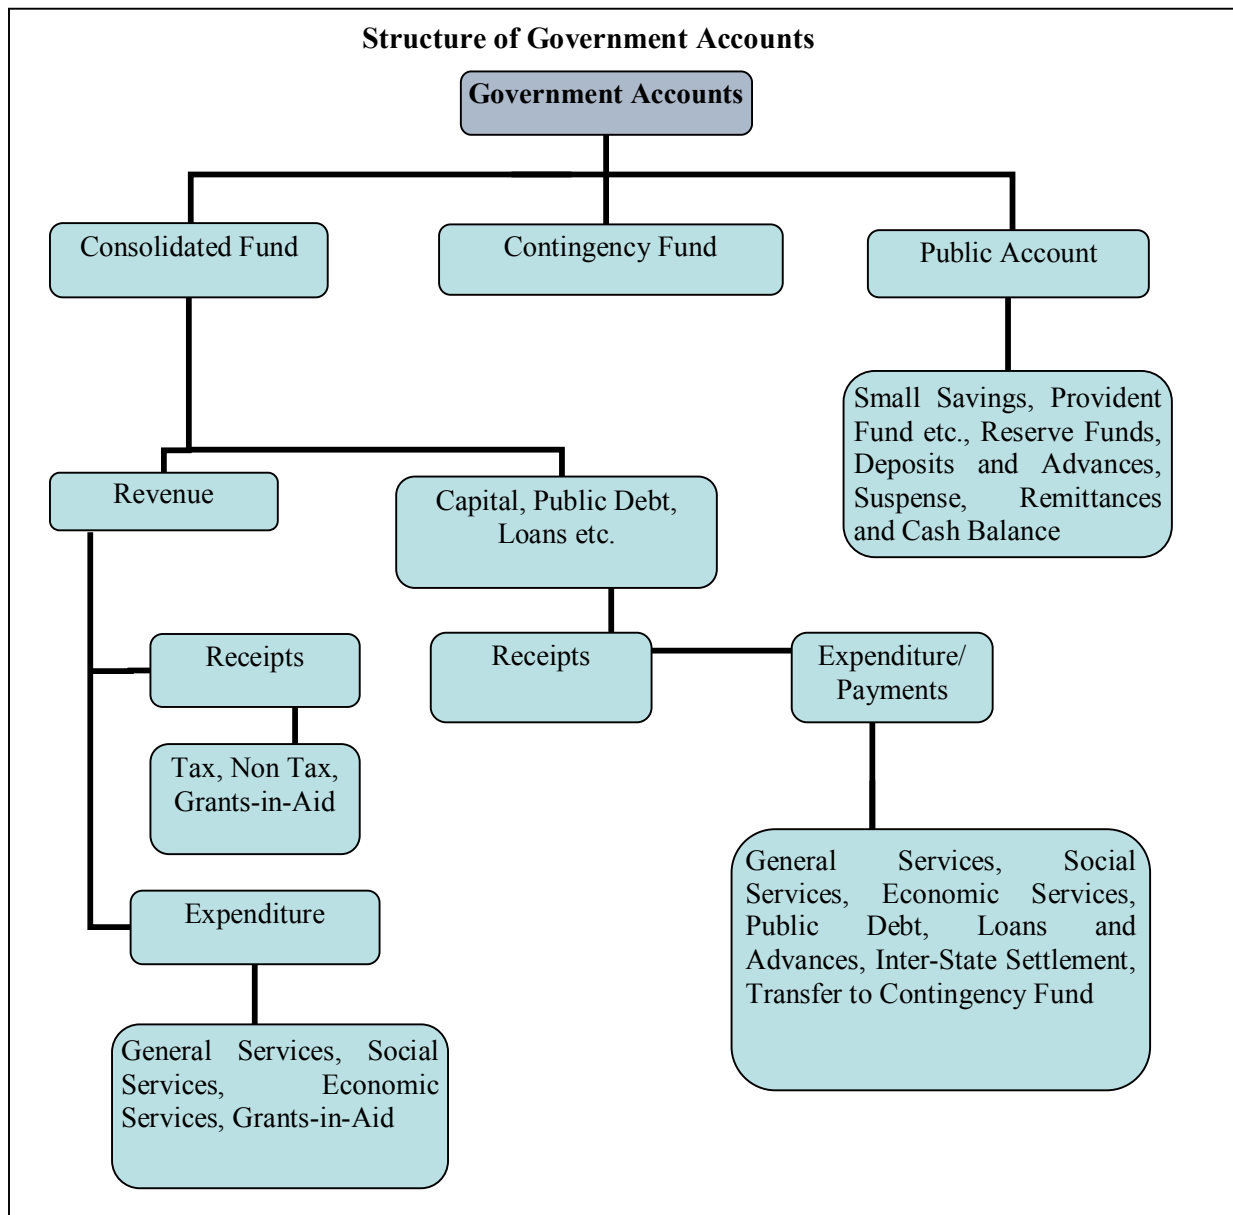 Structure of Government Accounts
Government Accounts
Consolidated Fund
Contingency Fund
Public Account
Small Savings, Provident
Fund etc., Reserve Funds,
Deposits and Advances,
Suspense, Remittances
and Cash Balance
Revenue
Capital, Public Debt,
Loans etc.
Receipts
Receipts
Expenditure/
Payments
Tax, Non Tax,
Grants-in-Aid
General Services, Social
Services, Economic Services,
Public Debt, Loans and
Advances, Inter-State Settlement,
Transfer to Contingency Fund
Expenditure
General Services, Social
Services, Economic
Services, Grants-in-Aid